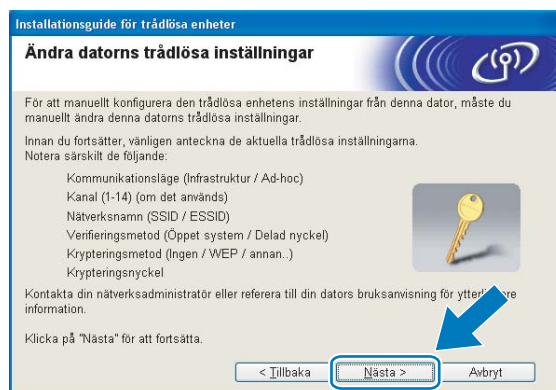 Installationsguide för trådlösa enheter
Ändra datorns trådlösa inställningar
För att manuellt konfigurera den trådlösa enhetens inställningar från denna dator, måste du
manuellt ändra denna datorns trådlösa inställningar.
Innan du fortsätter, vänligen anteckna de aktuella trådlösa inställningarna.
Notera särskilt de följande:
Kommunikationsläge (Infrastruktur / Ad-hoc)
Kanal (1-14) (om det används)
Nätverksnamn (SSID / ESSID)
Verifieringsmetod (Öppet system / Delad nyckel)
Krypteringsmetod (Ingen / WEP / annan..)
Krypteringsnyckel
Kontakta din nätverksadministratör eller referera till din dators bruksanvisning för
information.
Klicka på "Nästa" för att fortsätta.
< Tillbaka Nästa > Avbryt